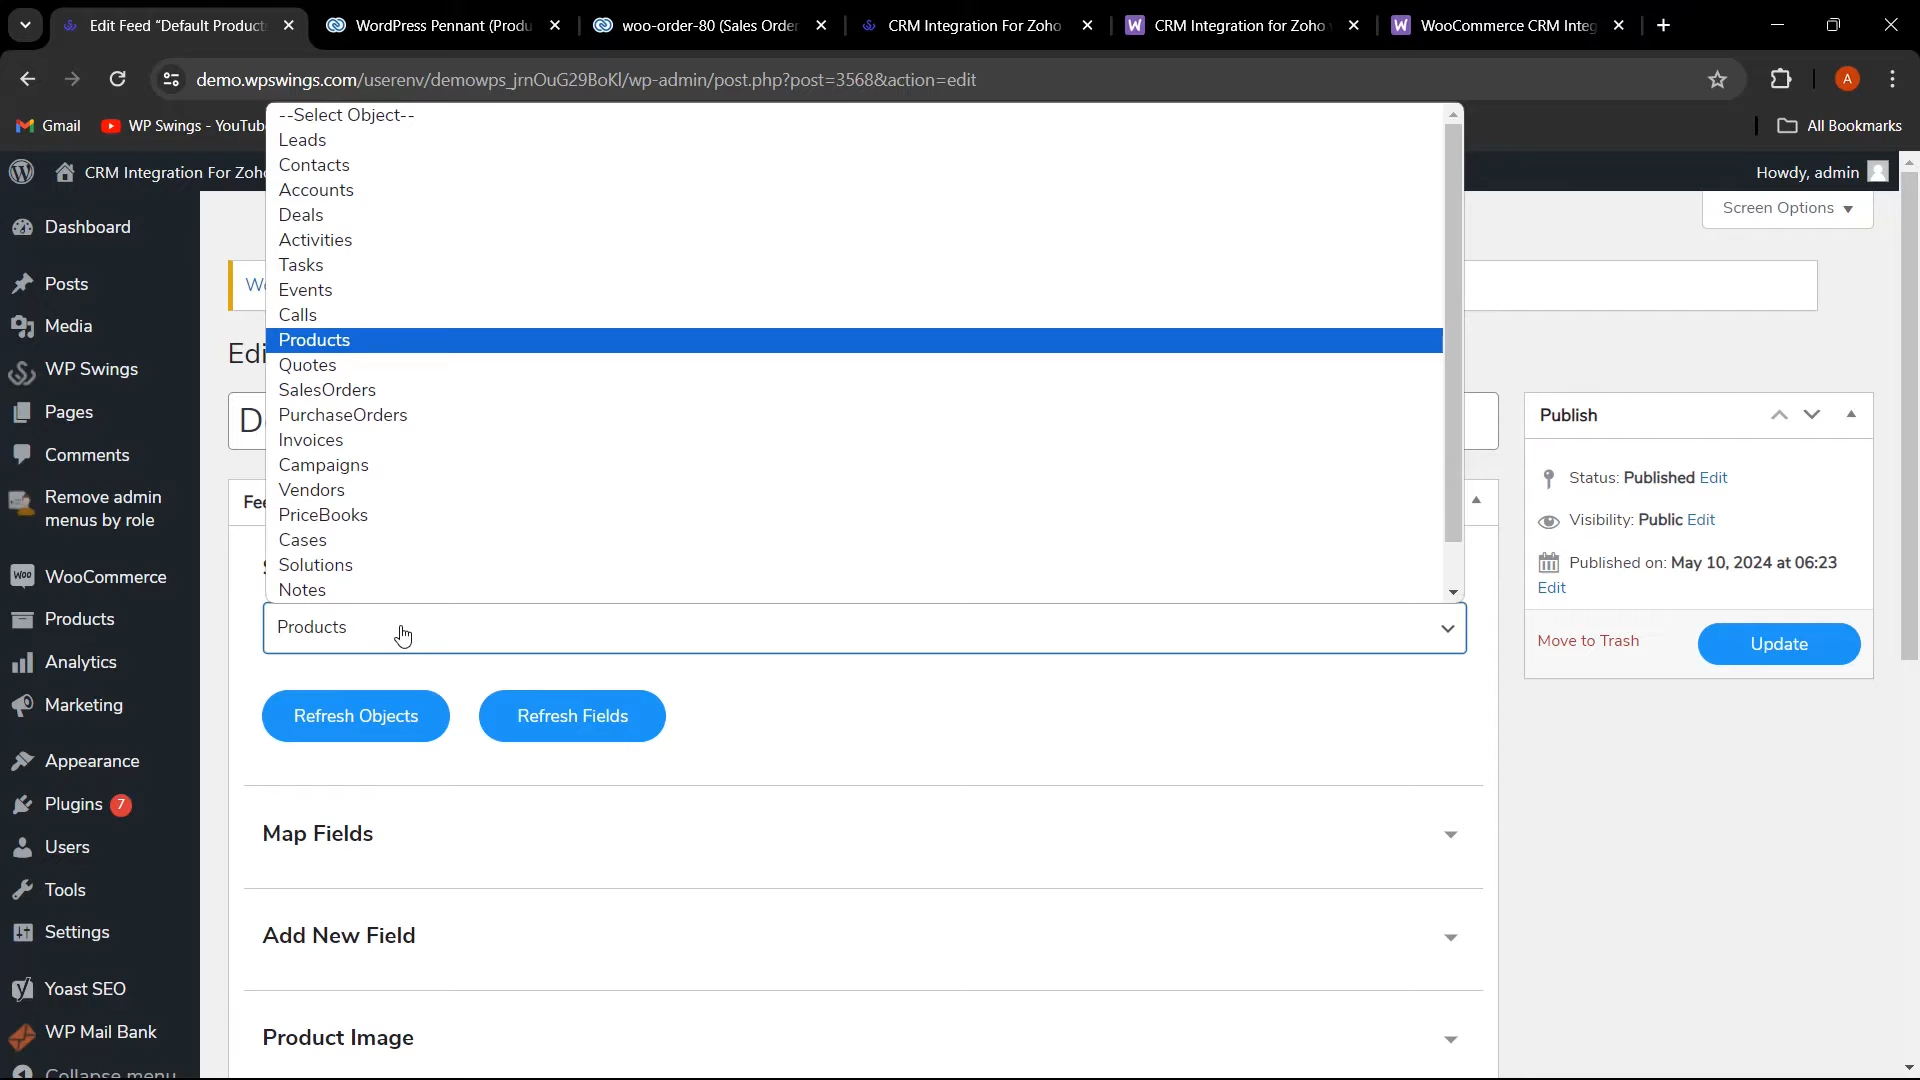 Edit Feed "Default Product
WordPress Pennant (Produ
woo-order-80 (Sales Order
CRM Integration For Zoho
CRM Integration for Zoho
WooCommerce CRM Integ
demo.wpswings.com/userenv/demowps_jrnOuG29BoKl/wp-admin/post.php?post=3568&action=edit
A
Gmail
WP Swings - YouTub
All Bookmarks
CRM Integration For Zoh
Howdy, admin
Screen Options
--Select Object--
Leads
Contacts
Accounts
Deals
Activities
Tasks
Events
Calls
Products
Quotes
SalesOrders
PurchaseOrders
Invoices
Campaigns
Vendors
PriceBooks
Cases
Solutions
Notes
Products
Dashboard
Posts
Media
WP Swings
Pages
Comments
Remove admin
menus by role
Woo
WooCommerce
Products
Analytics
Marketing
Appearance
Plugins 7
Users
Tools
Settings
Yoast SEO
WP Mail Bank
Collapse menu
Edi
Fee
Refresh Objects
Refresh Fields
Map Fields
Add New Field
Product Image
Publish
Status: Published Edit
Visibility: Public Edit
Published on: May 10, 2024 at 06:23
Edit
Move to Trash
Update